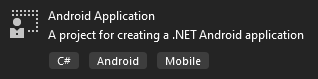 Android Application
A project for creating a .NET Android application
C#
Android
Mobile